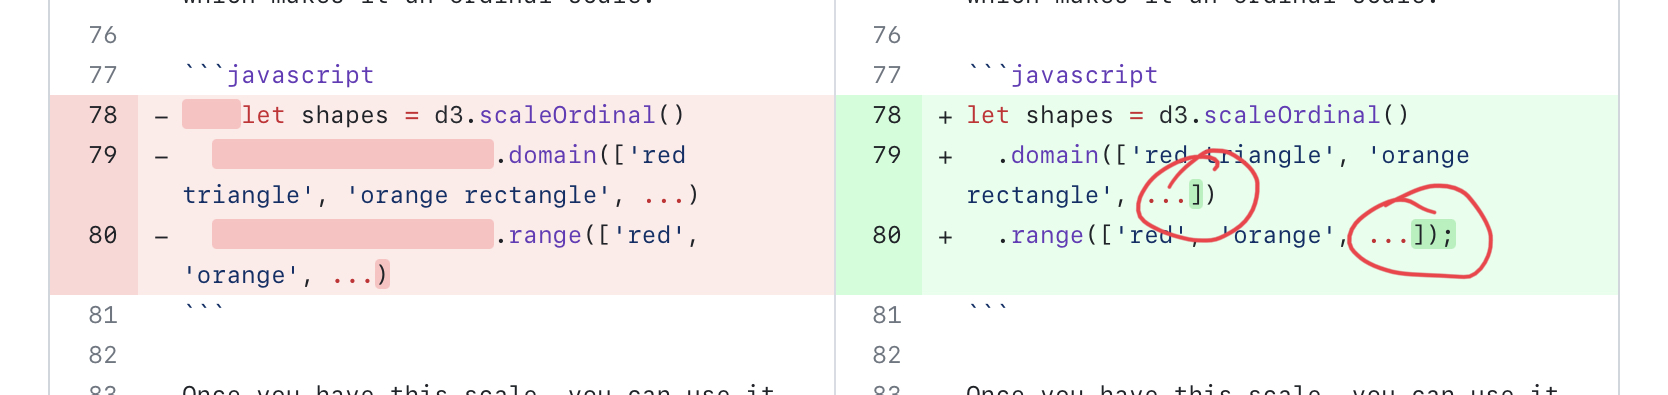 which makes it an ordinal scale.
76
77 ```javascript
78 – let shapes = d3.scaleOrdinal()
79 – .domain(['red
triangle', 'orange rectangle', ...)
80 – .range(['red',
'orange', ...)
81 ```
82
83 Once you have this scale, you can use it
which makes it an ordinal scale.
76
77 ```javascript
78 + let shapes = d3.scaleOrdinal()
79 + .domain(['red triangle', 'orange
rectangle', ...])
80 + .range(['red', 'orange', ...]);
81 ```
82
83 Once you have this scale, you can use it